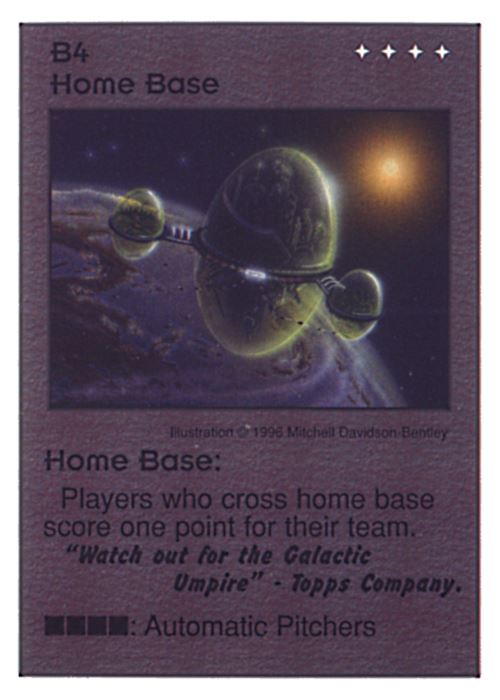 B4
Home Base
Illustration © 1996 Mitchell Davidson-Bentley
Home Base:
Players who cross home base
score one point for their team.
"Watch out for the Galactic
Umpire" - Topps Company.
: Automatic Pitchers